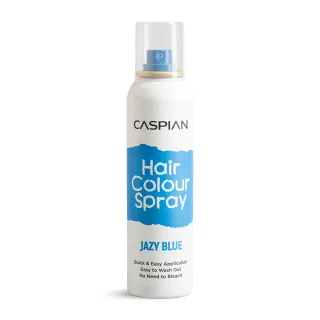 CASPIAN
Hair
Colour
Spray
JAZY BLUE
Quick & Easy Application
Easy to Wash Out
No Need to Bleach